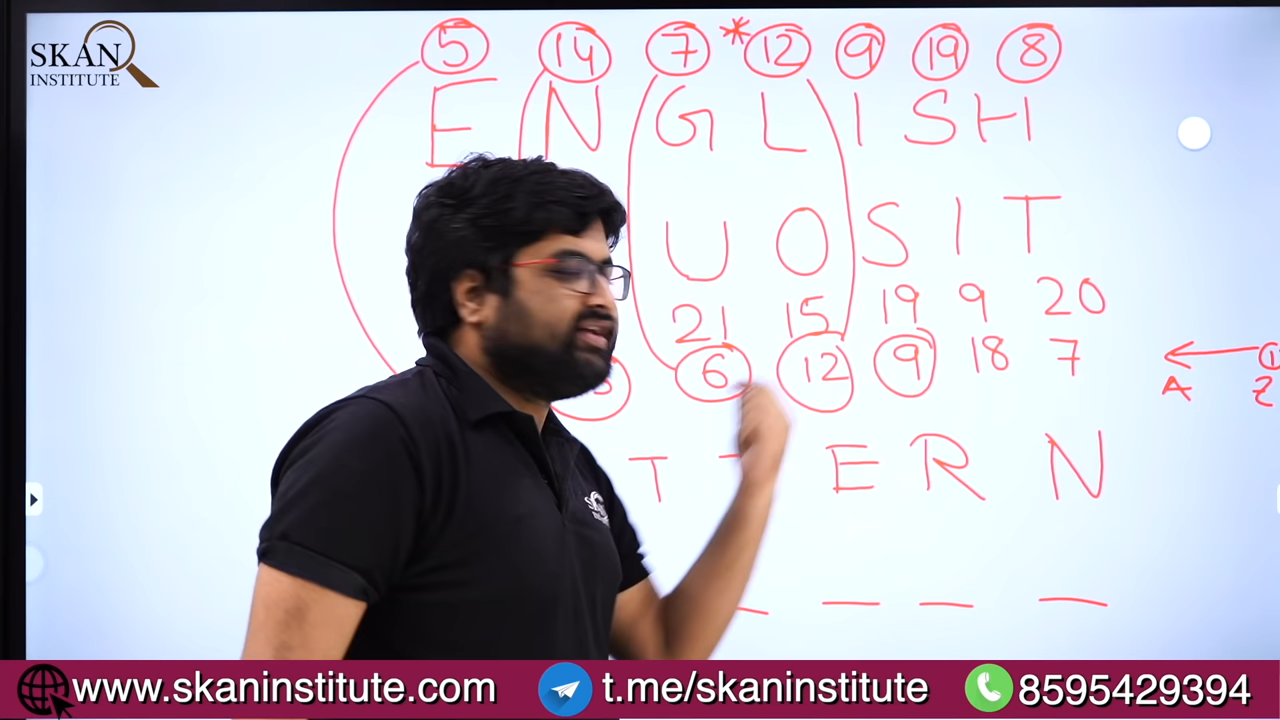 SKAN
INSTITUTE
5 14 7 *12 9 19 8
E N G L I S H
U O S I T
21 15 19 9 20
6 12 9 18 7
A Z
T E R N
www.skaninstitute.com t.me/skaninstitute 8595429394